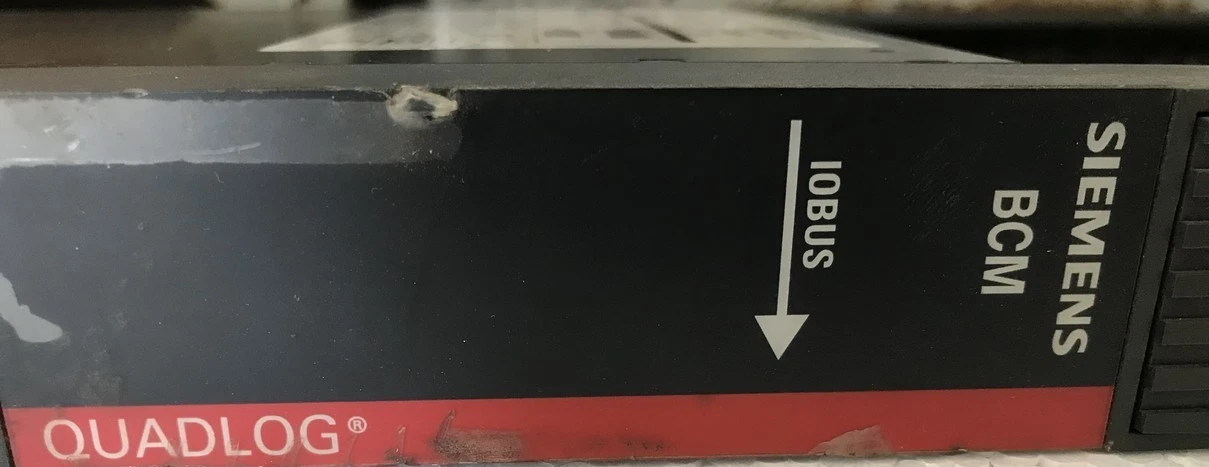 SIEMENS
BCM
IOBUS
QUADLOG®